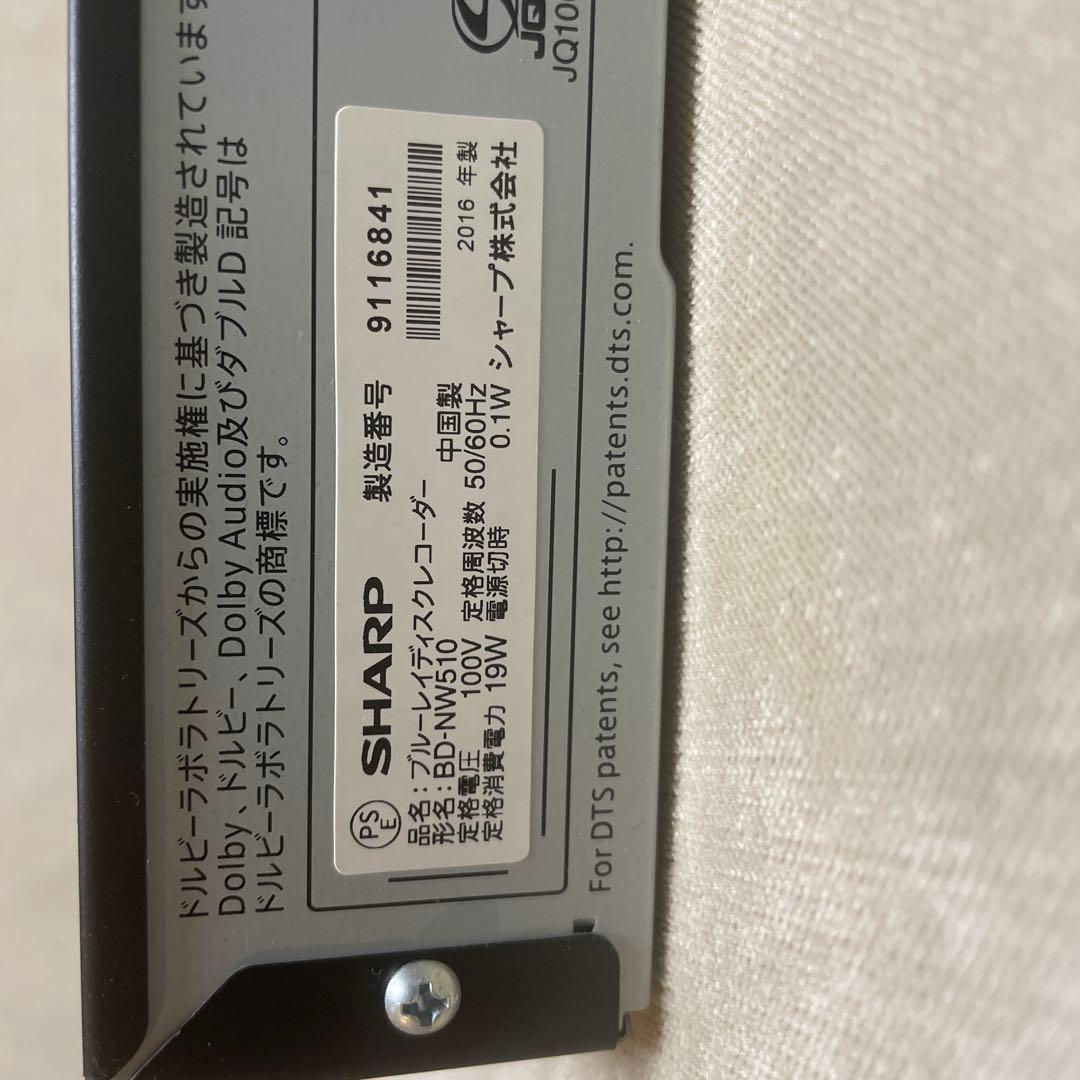 ドルビーラボラトリーズからの実施権に基づき製造されています
Dolby、ドルビー、Dolby Audio及びダブルD 記号は
ドルビーラボラトリーズの商標です。
PS
E
SHARP 製造番号 9116841
品名：ブルーレイディスクレコーダー
形名：BD-NW510 中国製 2016 年製
定格電圧 100V 定格周波数 50/60Hz
定格消費電力 19W 電源切時 0.1W シャープ株式会社
For DTS patents, see http://patents.dts.com.